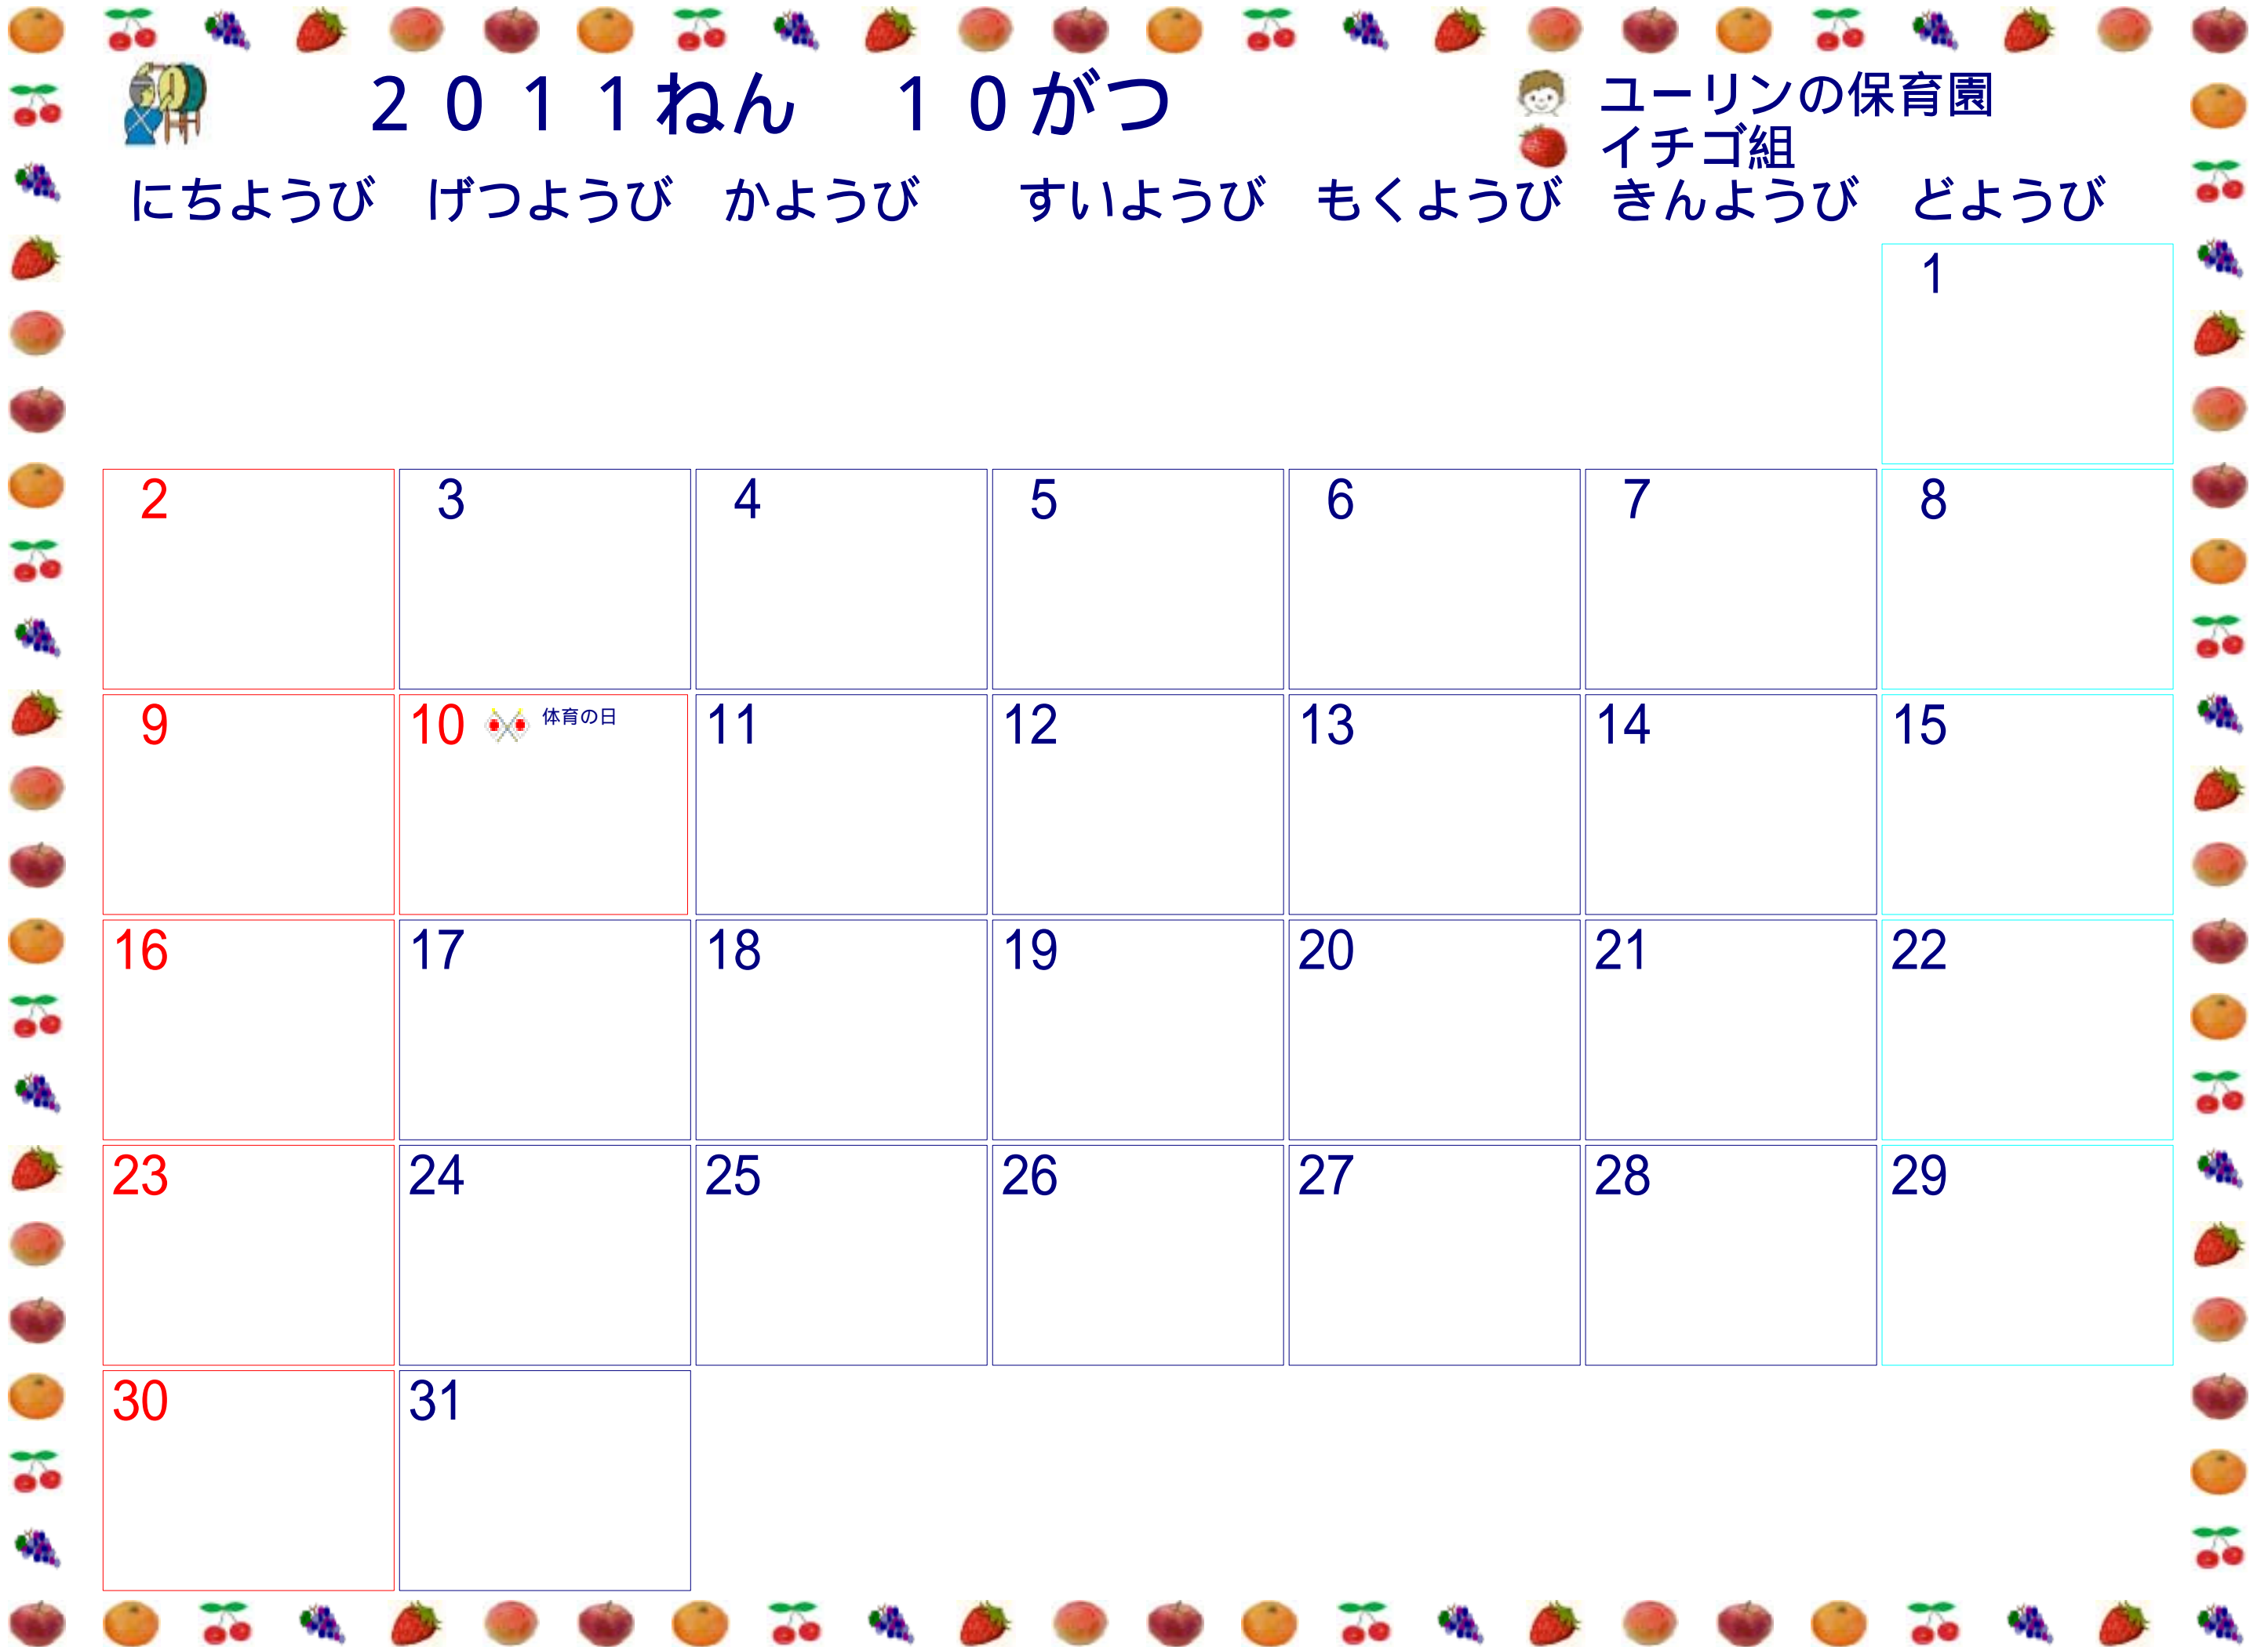 ２０１１ねん　１０がつ
ユーリンの保育園
イチゴ組
にちようび　げつようび　かようび　すいようび　もくようび　きんようび　どようび
1
2 3 4 5 6 7 8
9 10 体育の日 11 12 13 14 15
16 17 18 19 20 21 22
23 24 25 26 27 28 29
30 31